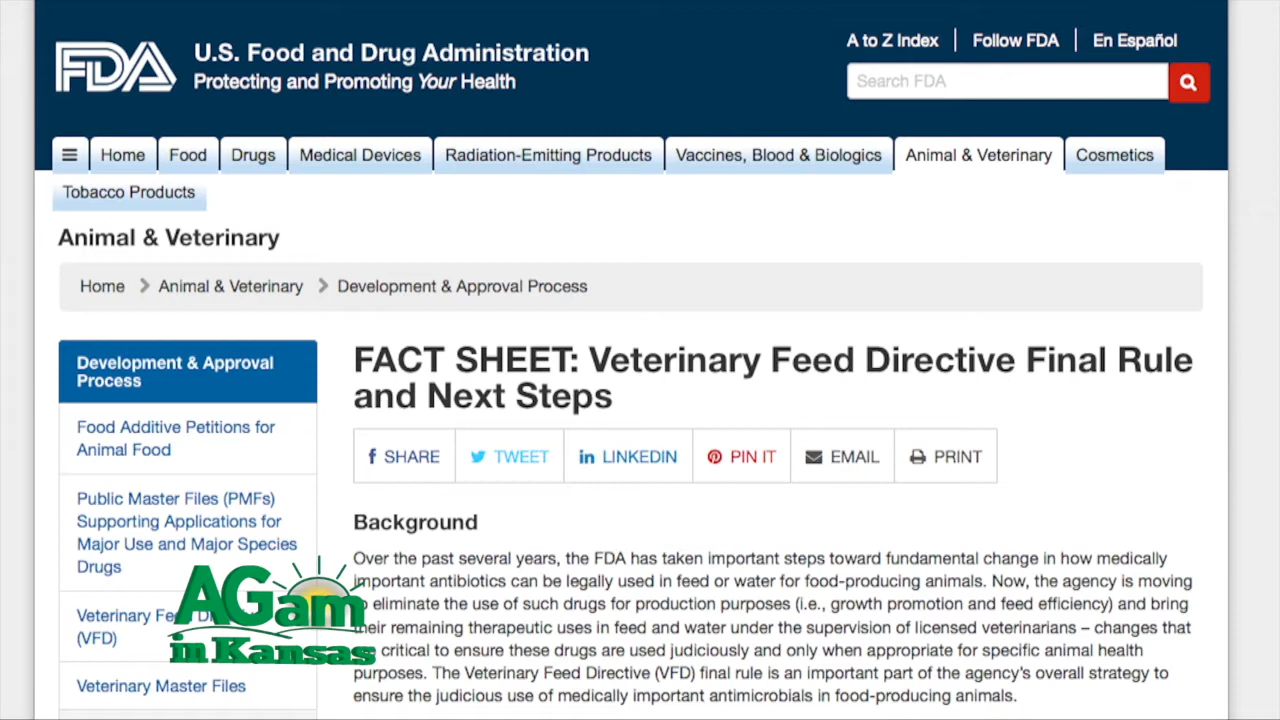 FDA
U.S. Food and Drug Administration
Protecting and Promoting Your Health
A to Z Index
Follow FDA
En Español
Search FDA
Home
Food
Drugs
Medical Devices
Radiation-Emitting Products
Vaccines, Blood & Biologics
Animal & Veterinary
Cosmetics
Tobacco Products
Animal & Veterinary
Home
Animal & Veterinary
Development & Approval Process
Development & Approval
Process
Food Additive Petitions for
Animal Food
Public Master Files (PMFs)
Supporting Applications for
Major Use and Major Species
Drugs
Veterinary
(VFD)
Veterinary Master Files
FACT SHEET: Veterinary Feed Directive Final Rule
and Next Steps
f SHARE
TWEET
in LINKEDIN
PIN IT
EMAIL
PRINT
Background
Over the past several years, the FDA has taken important steps toward fundamental change in how medically
important antibiotics can be legally used in feed or water for food-producing animals. Now, the agency is moving
eliminate the use of such drugs for production purposes (i.e., growth promotion and feed efficiency) and bring
their remaining therapeutic uses in feed and water under the supervision of licensed veterinarians – changes that
critical to ensure these drugs are used judiciously and only when appropriate for specific animal health
purposes. The Veterinary Feed Directive (VFD) final rule is an important part of the agency's overall strategy to
ensure the judicious use of medically important antimicrobials in food-producing animals.
AGam
in Kansas